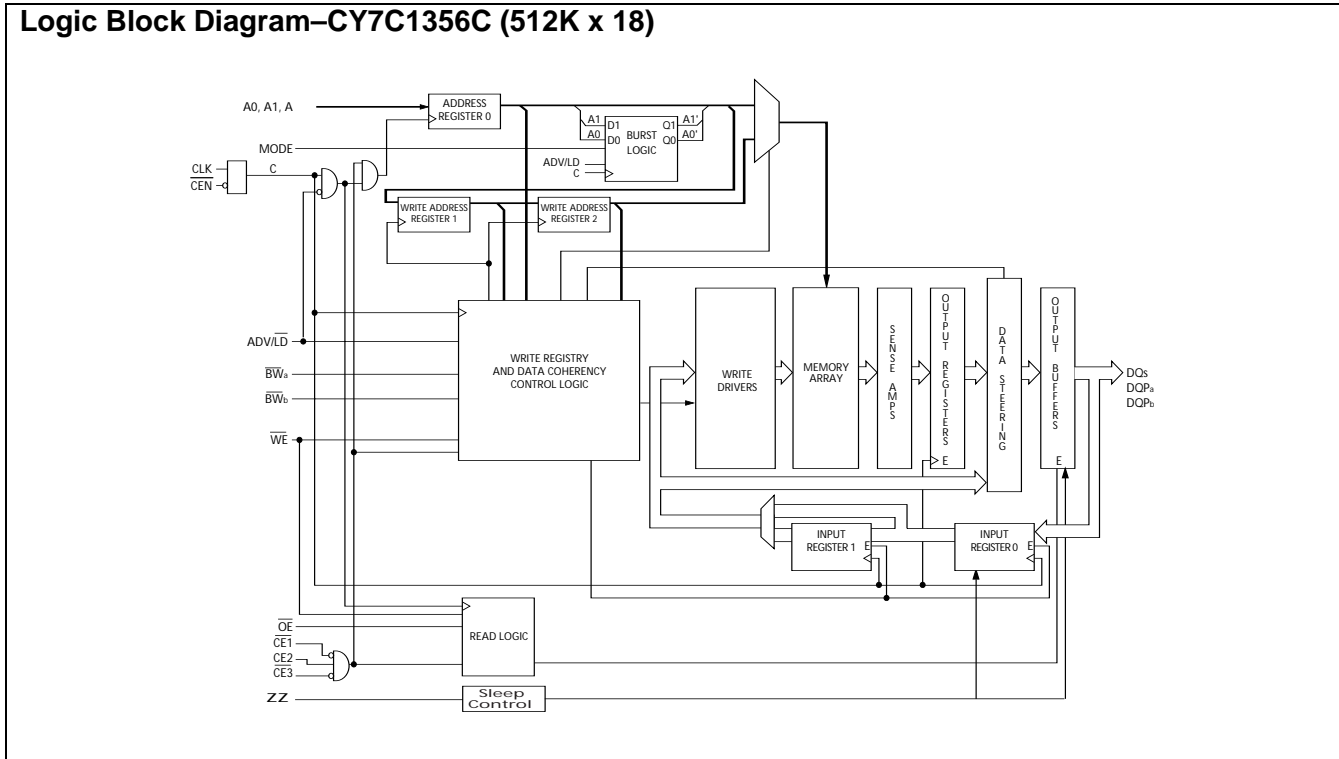 Logic Block Diagram–CY7C1356C (512K x 18)
A0, A1, A
ADDRESS
REGISTER 0
A1
D1
Q1
A1'
A0
D0
Q0
A0'
BURST
LOGIC
MODE
ADV/LD
C
CLK
CEN
C
WRITE ADDRESS
REGISTER 1
WRITE ADDRESS
REGISTER 2
ADV/LD
BWa
BWb
WE
WRITE REGISTRY
AND DATA COHERENCY
CONTROL LOGIC
WRITE
DRIVERS
MEMORY
ARRAY
SENSE AMPS
OUTPUT REGISTERS
E
DATA STEERING
OUTPUT BUFFERS
E
DQs
DQPa
DQPb
INPUT
REGISTER 1
E
INPUT
REGISTER 0
E
OE
CE1
CE2
CE3
READ LOGIC
ZZ
Sleep
Control